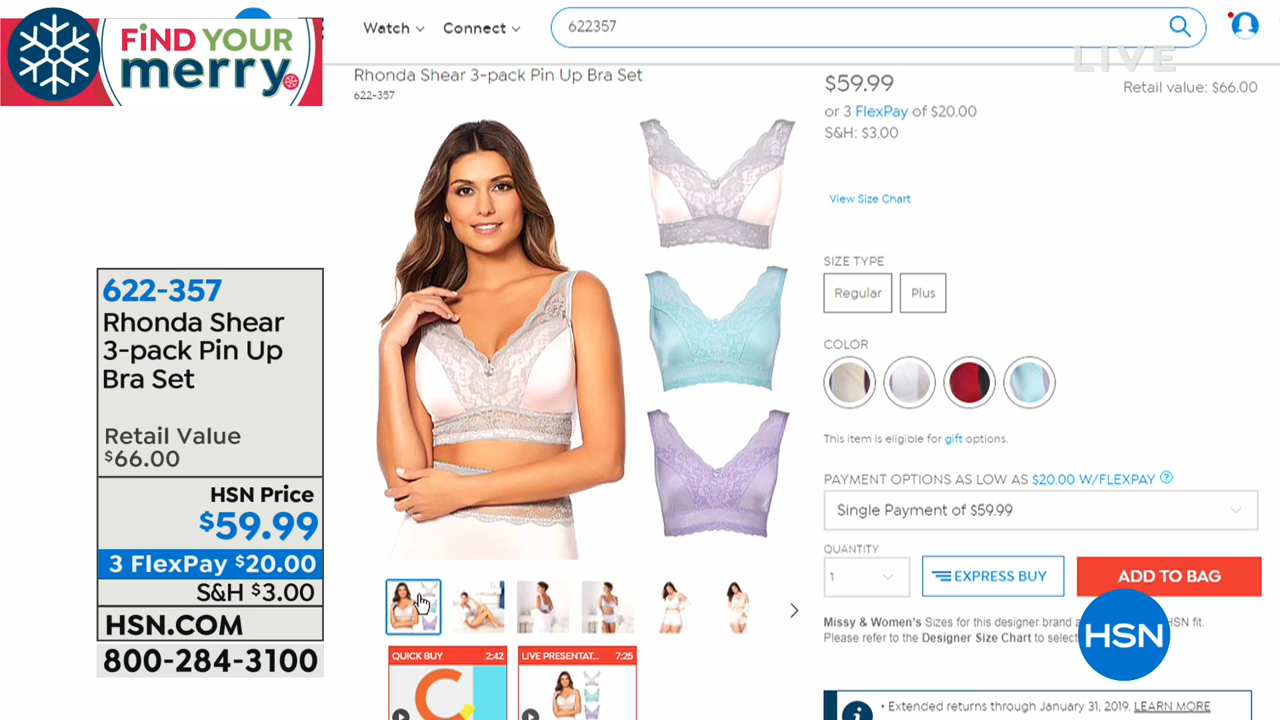 FiND YOUR
merry
Watch
Connect
622357
LIVE
Rhonda Shear 3-pack Pin Up Bra Set
622-357
$59.99
Retail value: $66.00
or 3 FlexPay of $20.00
S&H: $3.00
View Size Chart
SIZE TYPE
Regular
Plus
COLOR
This item is eligible for gift options.
PAYMENT OPTIONS AS LOW AS $20.00 W/FLEXPAY ?
Single Payment of $59.99
QUANTITY
1
EXPRESS BUY
ADD TO BAG
Missy & Women's Sizes for this designer brand
HSN fit.
Please refer to the Designer Size Chart to select
HSN
• Extended returns through January 31, 2019. LEARN MORE
622-357
Rhonda Shear
3-pack Pin Up
Bra Set
Retail Value
$66.00
HSN Price
$59.99
3 FlexPay $20.00
S&H $3.00
HSN.COM
800-284-3100
QUICK BUY 2:42
LIVE PRESENTAT... 7:25